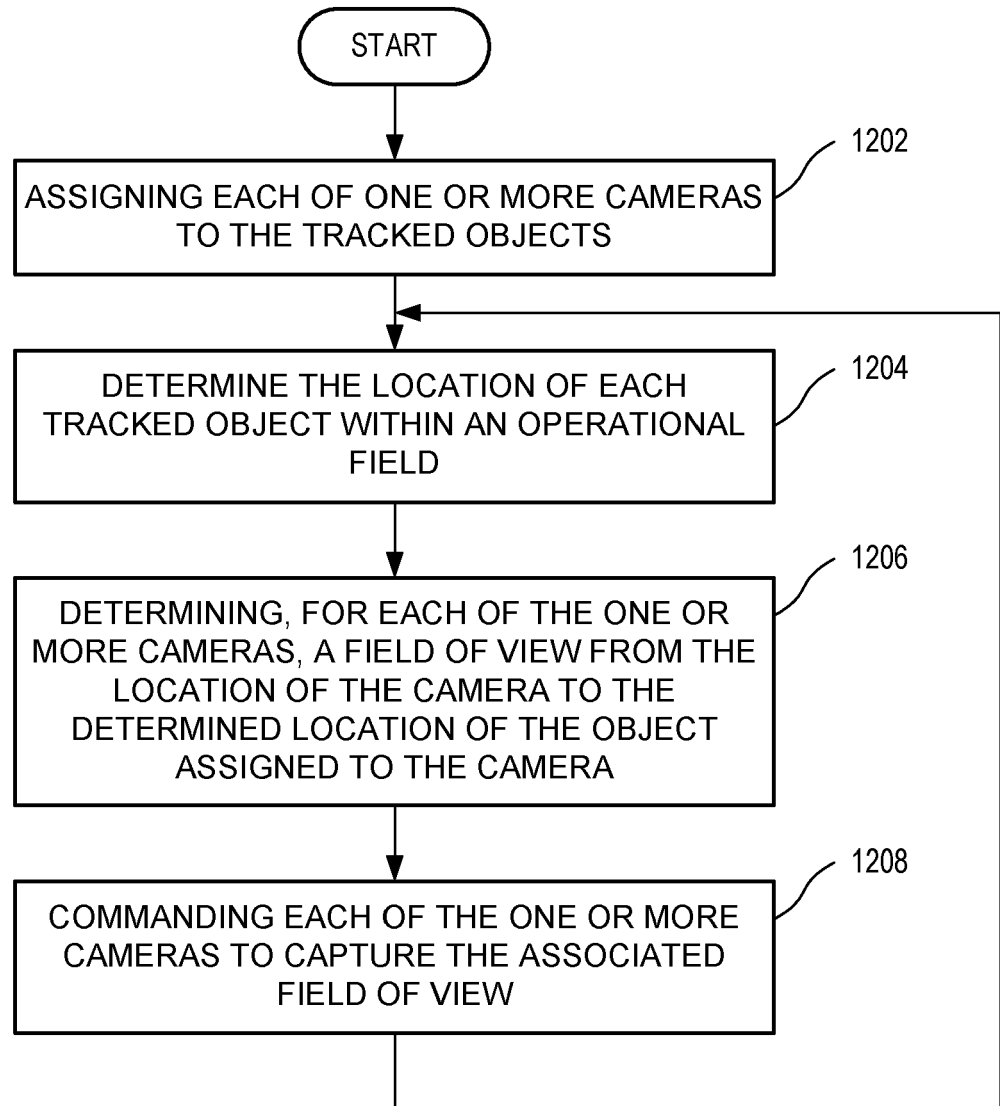 START
1202
ASSIGNING EACH OF ONE OR MORE CAMERAS
TO THE TRACKED OBJECTS
1204
DETERMINE THE LOCATION OF EACH
TRACKED OBJECT WITHIN AN OPERATIONAL
FIELD
1206
DETERMINING, FOR EACH OF THE ONE OR
MORE CAMERAS, A FIELD OF VIEW FROM THE
LOCATION OF THE CAMERA TO THE
DETERMINED LOCATION OF THE OBJECT
ASSIGNED TO THE CAMERA
1208
COMMANDING EACH OF THE ONE OR MORE
CAMERAS TO CAPTURE THE ASSOCIATED
FIELD OF VIEW